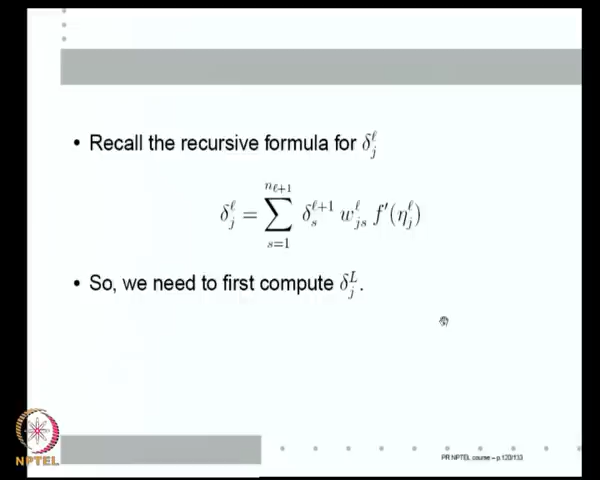 • Recall the recursive formula for δ_j^ℓ
δ_j^ℓ = ∑_{s=1}^{n_{ℓ+1}} δ_s^{ℓ+1} w_{js}^ℓ f′(η_j^ℓ)
• So, we need to first compute δ_j^L.
NPTEL
PR NPTEL course – p.120/133